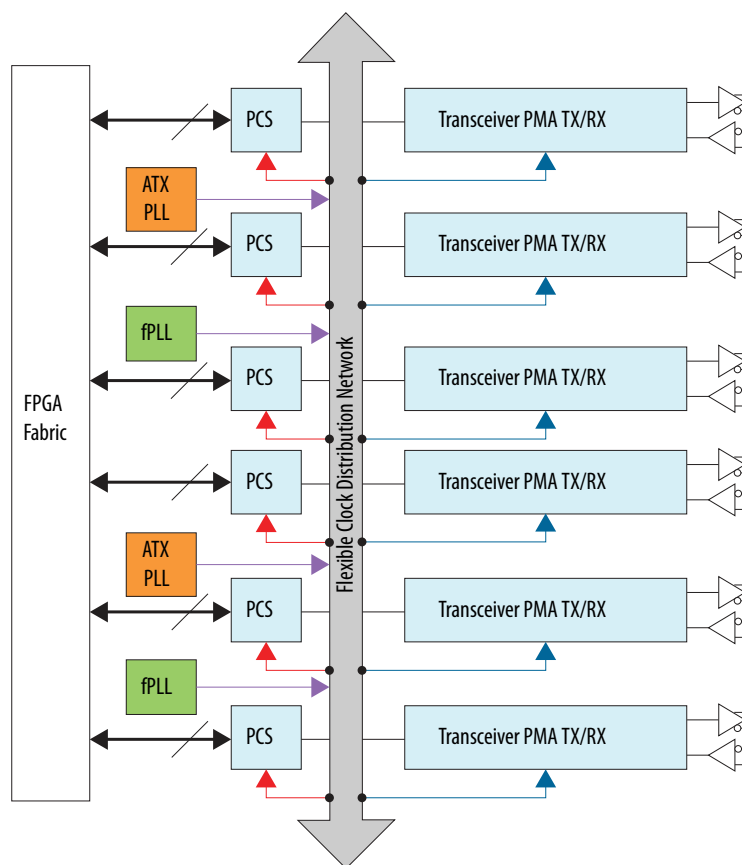 PCS
Transceiver PMA TX/RX
ATX
PLL
PCS
Transceiver PMA TX/RX
fPLL
PCS
Transceiver PMA TX/RX
FPGA
Fabric
Flexible Clock Distribution Network
PCS
Transceiver PMA TX/RX
ATX
PLL
PCS
Transceiver PMA TX/RX
fPLL
PCS
Transceiver PMA TX/RX